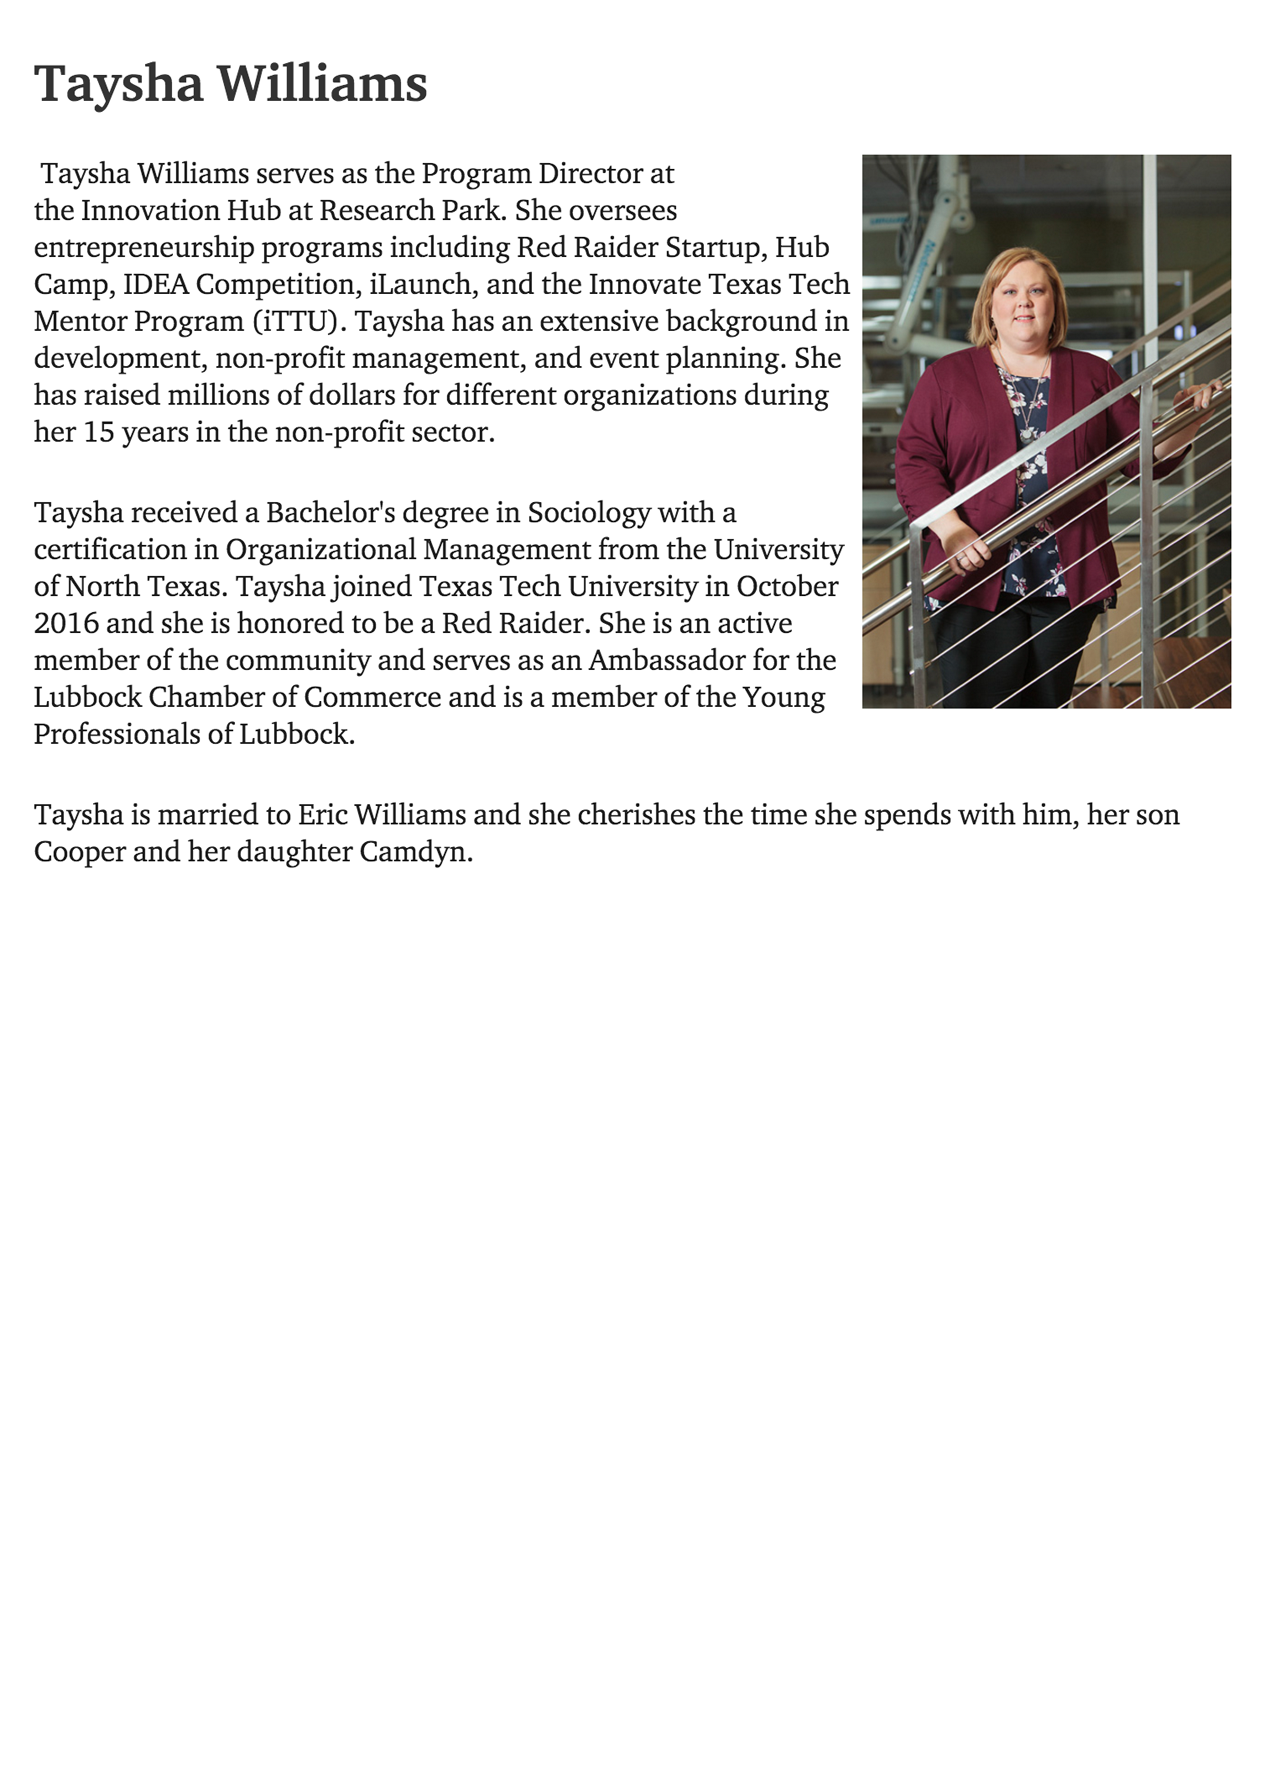 Taysha Williams
Taysha Williams serves as the Program Director at
the Innovation Hub at Research Park. She oversees
entrepreneurship programs including Red Raider Startup, Hub
Camp, IDEA Competition, iLaunch, and the Innovate Texas Tech
Mentor Program (iTTU). Taysha has an extensive background in
development, non-profit management, and event planning. She
has raised millions of dollars for different organizations during
her 15 years in the non-profit sector.
Taysha received a Bachelor's degree in Sociology with a
certification in Organizational Management from the University
of North Texas. Taysha joined Texas Tech University in October
2016 and she is honored to be a Red Raider. She is an active
member of the community and serves as an Ambassador for the
Lubbock Chamber of Commerce and is a member of the Young
Professionals of Lubbock.
Taysha is married to Eric Williams and she cherishes the time she spends with him, her son
Cooper and her daughter Camdyn.